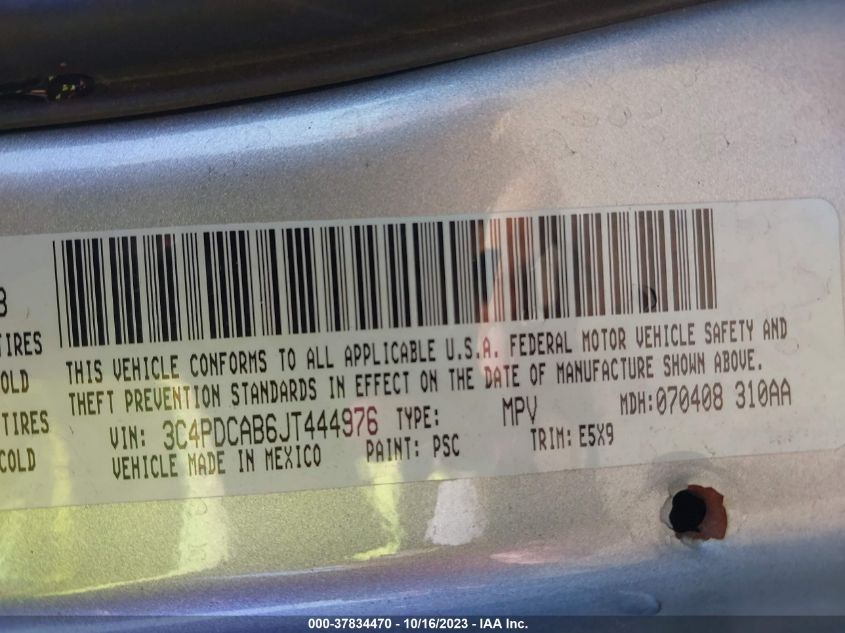 8
TIRES
COLD
TIRES
COLD
THIS VEHICLE CONFORMS TO ALL APPLICABLE U.S.A. FEDERAL MOTOR VEHICLE SAFETY AND
THEFT PREVENTION STANDARDS IN EFFECT ON THE DATE OF MANUFACTURE SHOWN ABOVE.
VIN: 3C4PDCAB6JT444976 TYPE: MPV MDH:070408 310AA
VEHICLE MADE IN MEXICO PAINT: PSC TRIM: E5X9
000-37834470 - 10/16/2023 - IAA Inc.